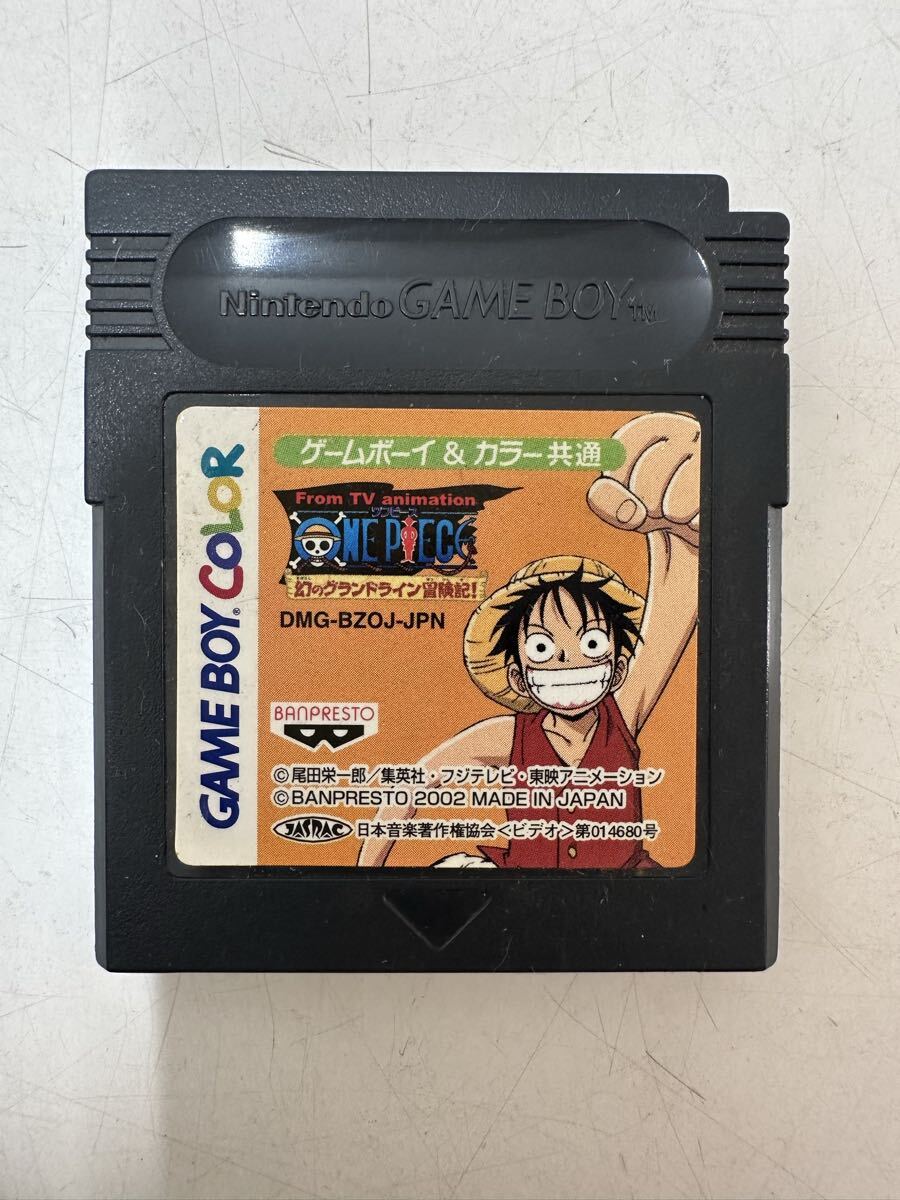 Nintendo GAME BOY TM
GAME BOY® COLOR
ゲームボーイ & カラー共通
From TV animation
ワンピース
ONE PIECE
幻のグランドライン冒険記!
DMG-BZOJ-JPN
BANPRESTO
©尾田栄一郎/集英社・フジテレビ・東映アニメーション
©BANPRESTO 2002 MADE IN JAPAN
JASRAC 日本音楽著作権協会<ビデオ>第014680号